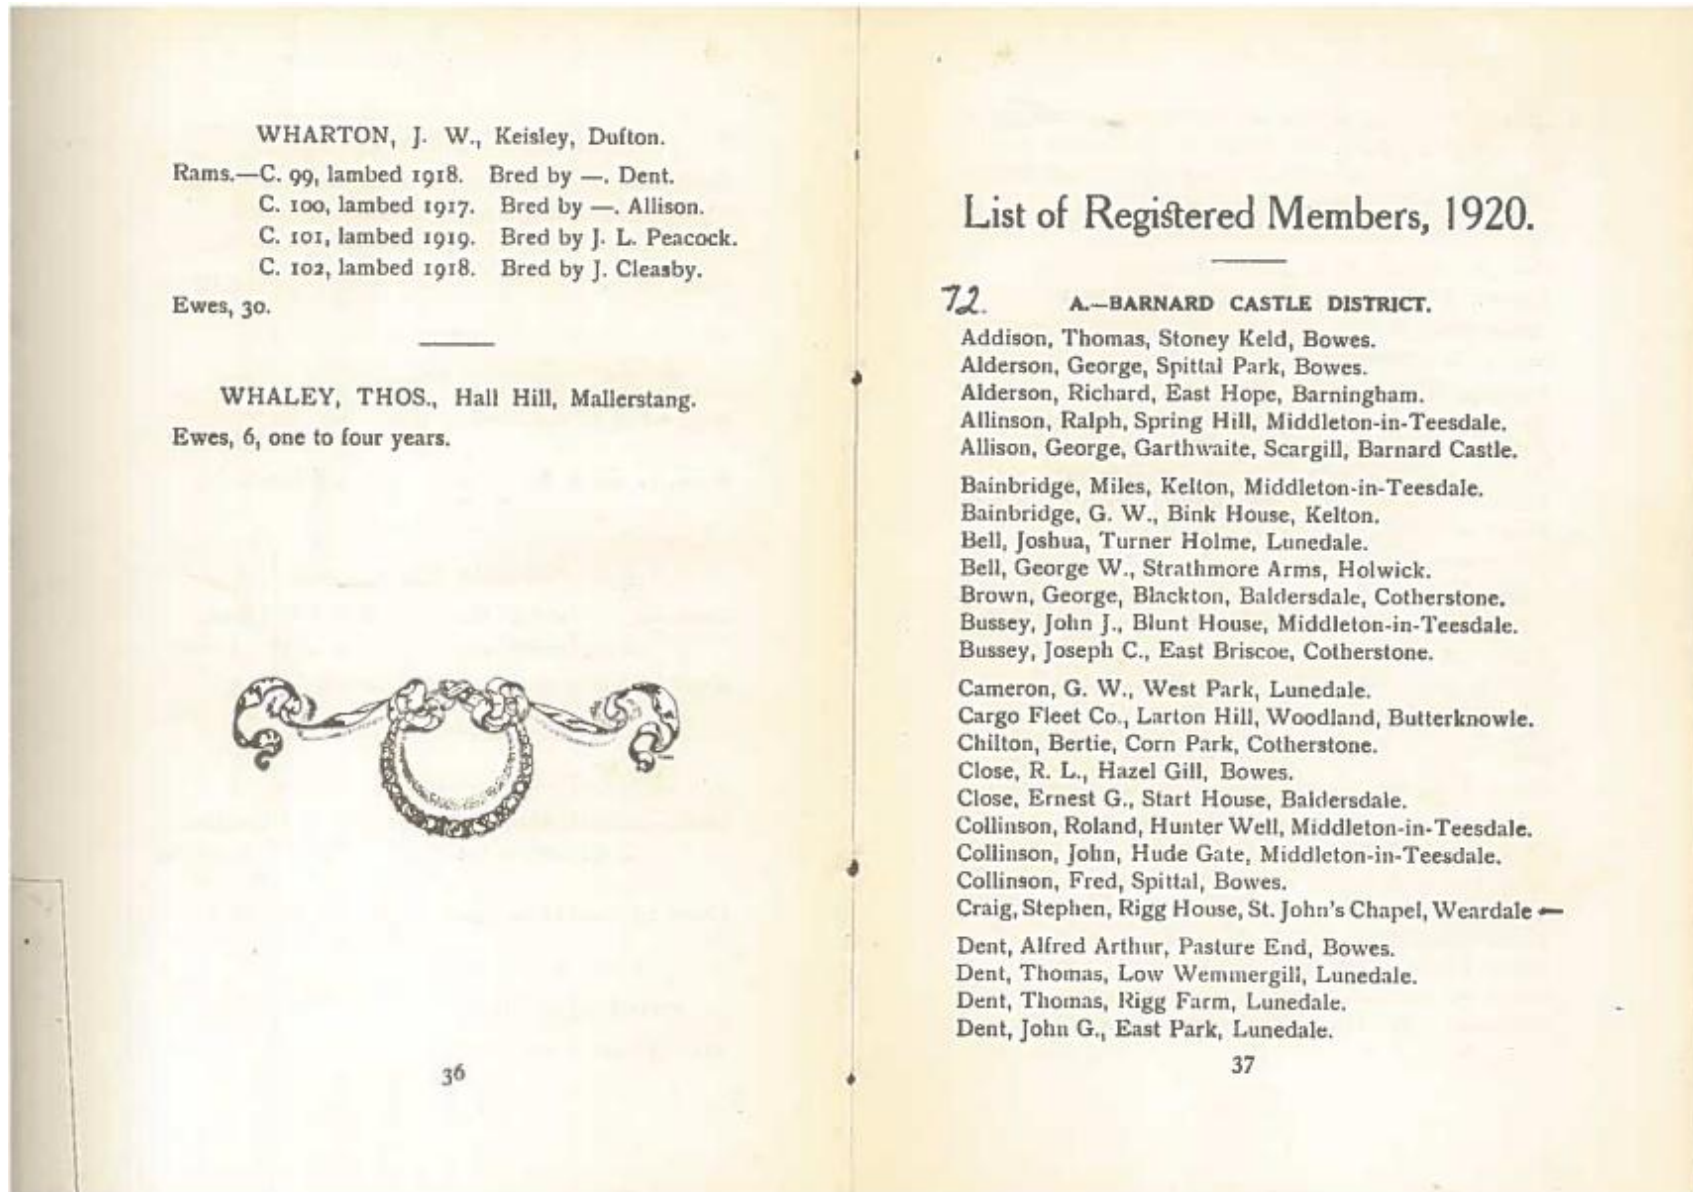 WHARTON, J. W., Keisley, Dufton.
Rams.—C. 99, lambed 1918. Bred by —. Dent.
C. 100, lambed 1917. Bred by —. Allison.
C. 101, lambed 1919. Bred by J. L. Peacock.
C. 102, lambed 1918. Bred by J. Cleasby.
Ewes, 30.
WHALEY, THOS., Hall Hill, Mallerstang.
Ewes, 6, one to four years.
36
List of Registered Members, 1920.
72. A.—BARNARD CASTLE DISTRICT.
Addison, Thomas, Stoney Keld, Bowes.
Alderson, George, Spittal Park, Bowes.
Alderson, Richard, East Hope, Barningham.
Allinson, Ralph, Spring Hill, Middleton-in-Teesdale.
Allison, George, Garthwaite, Scargill, Barnard Castle.
Bainbridge, Miles, Kelton, Middleton-in-Teesdale.
Bainbridge, G. W., Bink House, Kelton.
Bell, Joshua, Turner Holme, Lunedale.
Bell, George W., Strathmore Arms, Holwick.
Brown, George, Blackton, Baldersdale, Cotherstone.
Bussey, John J., Blunt House, Middleton-in-Teesdale.
Bussey, Joseph C., East Briscoe, Cotherstone.
Cameron, G. W., West Park, Lunedale.
Cargo Fleet Co., Larton Hill, Woodland, Butterknowle.
Chilton, Bertie, Corn Park, Cotherstone.
Close, R. L., Hazel Gill, Bowes.
Close, Ernest G., Start House, Baldersdale.
Collinson, Roland, Hunter Well, Middleton-in-Teesdale.
Collinson, John, Hude Gate, Middleton-in-Teesdale.
Collinson, Fred, Spittal, Bowes.
Craig, Stephen, Rigg House, St. John's Chapel, Weardale —
Dent, Alfred Arthur, Pasture End, Bowes.
Dent, Thomas, Low Wemmergill, Lunedale.
Dent, Thomas, Rigg Farm, Lunedale.
Dent, John G., East Park, Lunedale.
37